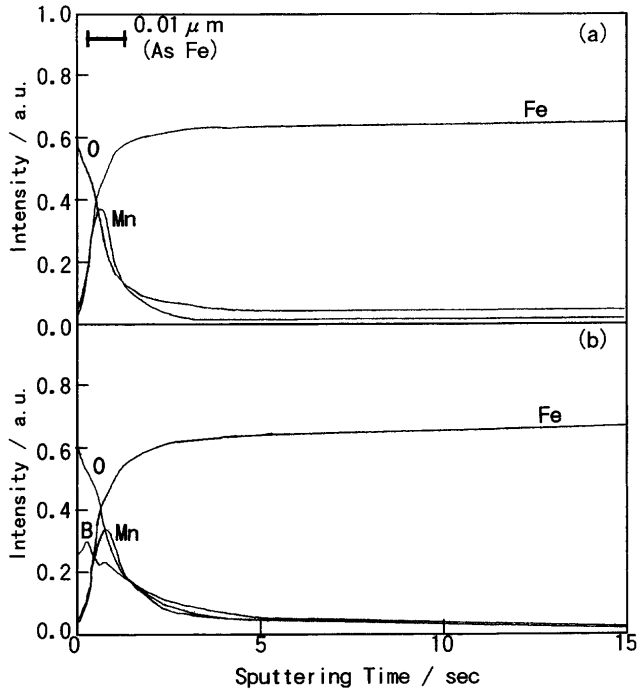 1.0
0.01 μm
(As Fe)
(a)
0.8
Fe
0.6
O
Intensity / a.u.
0.4
Mn
0.2
0.0
(b)
0.8
Fe
0.6
O
Intensity / a.u.
0.4
B
Mn
0.2
0.0
0 5 10 15
Sputtering Time / sec